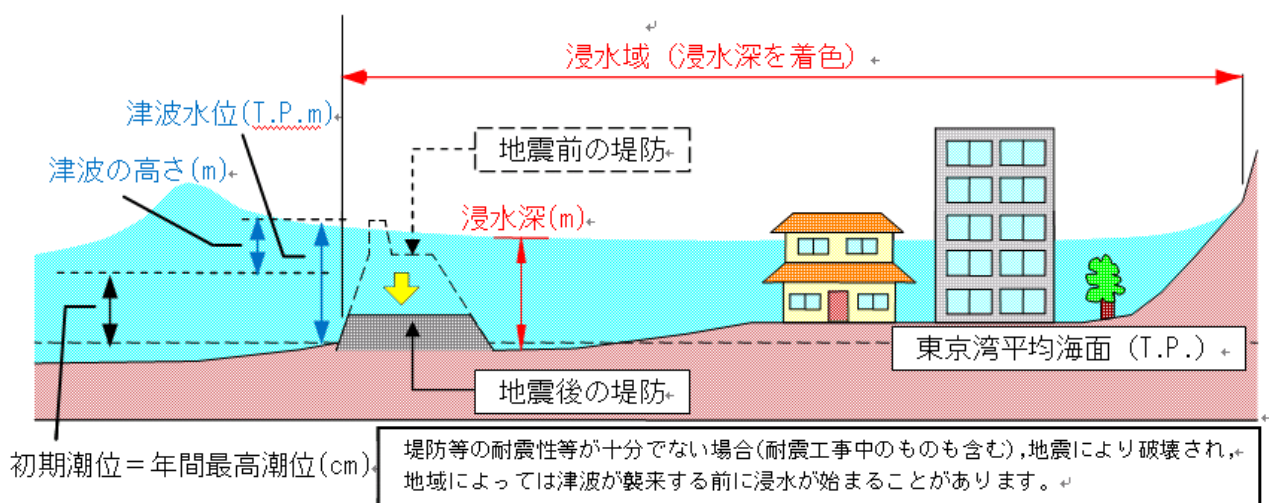 浸水域（浸水深を着色）
津波水位(T.P.m)
地震前の堤防
津波の高さ(m)
浸水深(m)
東京湾平均海面（T.P.）
地震後の堤防
初期潮位＝年間最高潮位(cm)
堤防等の耐震性等が十分でない場合(耐震工事中のものも含む),地震により破壊され,
地域によっては津波が襲来する前に浸水が始まることがあります。